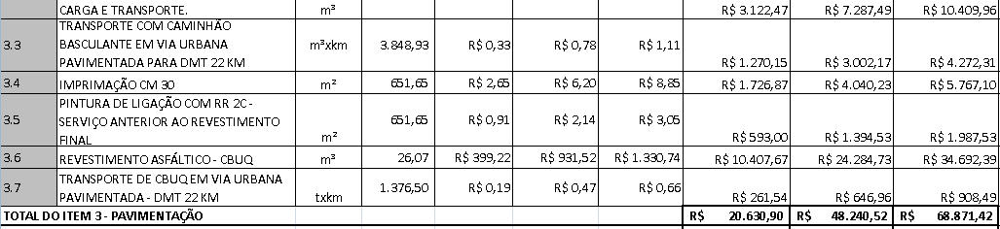 CARGA E TRANSPORTE. m³ R$ 3.122,47 R$ 7.287,49 R$ 10.409,96
3.3 TRANSPORTE COM CAMINHÃO
BASCULANTE EM VIA URBANA
PAVIMENTADA PARA DMT 22 KM m³xkm 3.848,93 R$ 0,33 R$ 0,78 R$ 1,11 R$ 1.270,15 R$ 3.002,17 R$ 4.272,31
3.4 IMPRIMAÇÃO CM 30 m² 651,65 R$ 2,65 R$ 6,20 R$ 8,85 R$ 1.726,87 R$ 4.040,23 R$ 5.767,10
3.5 PINTURA DE LIGAÇÃO COM RR 2C -
SERVIÇO ANTERIOR AO REVESTIMENTO
FINAL m² 651,65 R$ 0,91 R$ 2,14 R$ 3,05 R$ 593,00 R$ 1.394,53 R$ 1.987,53
3.6 REVESTIMENTO ASFÁLTICO - CBUQ m³ 26,07 R$ 399,22 R$ 931,52 R$ 1.330,74 R$ 10.407,67 R$ 24.284,73 R$ 34.692,39
3.7 TRANSPORTE DE CBUQ EM VIA URBANA
PAVIMENTADA - DMT 22 KM txkm 1.376,50 R$ 0,19 R$ 0,47 R$ 0,66 R$ 261,54 R$ 646,96 R$ 908,49
TOTAL DO ITEM 3 - PAVIMENTAÇÃO R$ 20.630,90 R$ 48.240,52 R$ 68.871,42